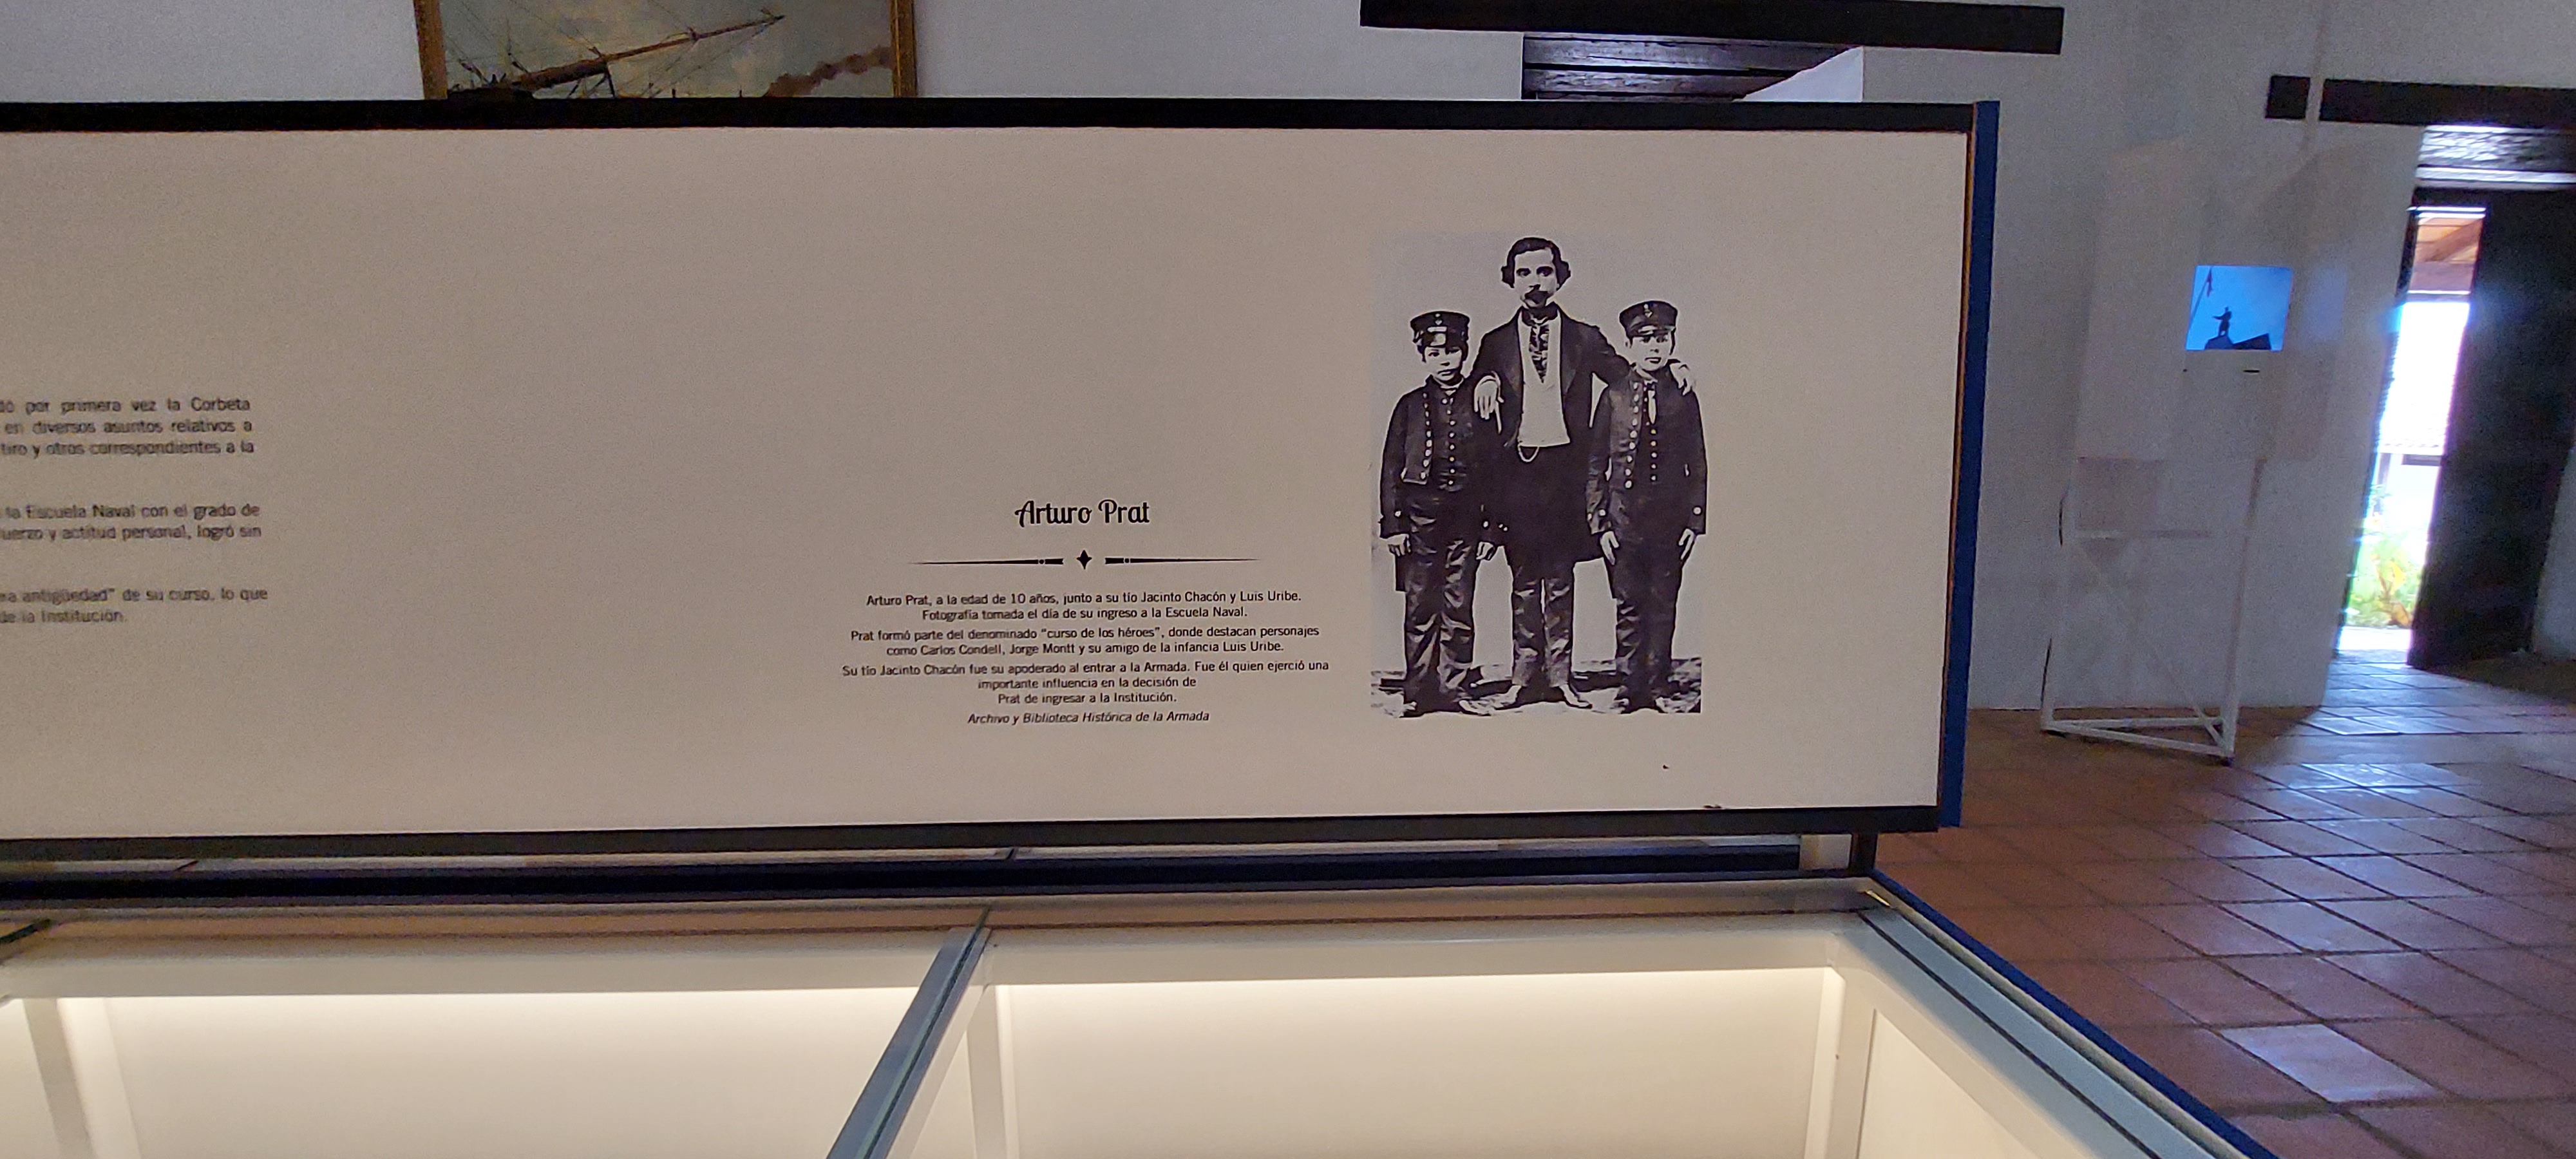 por primera vez la Corbeta
en diversos asuntos relativos a
tiro y otros correspondientes a la
la Escuela Naval con el grado de
y actitud personal, logró sin
antigüedad" de su curso, lo que
de la Institución.
Arturo Prat
Arturo Prat, a la edad de 10 años, junto a su tío Jacinto Chacón y Luis Uribe.
Fotografía tomada el día de su ingreso a la Escuela Naval.
Prat formó parte del denominado "curso de los héroes", donde destacan personajes
como Carlos Condell, Jorge Montt y su amigo de la infancia Luis Uribe.
Su tío Jacinto Chacón fue su apoderado al entrar a la Armada. Fue él quien ejerció una
importante influencia en la decisión de
Prat de ingresar a la Institución.
Archivo y Biblioteca Histórica de la Armada